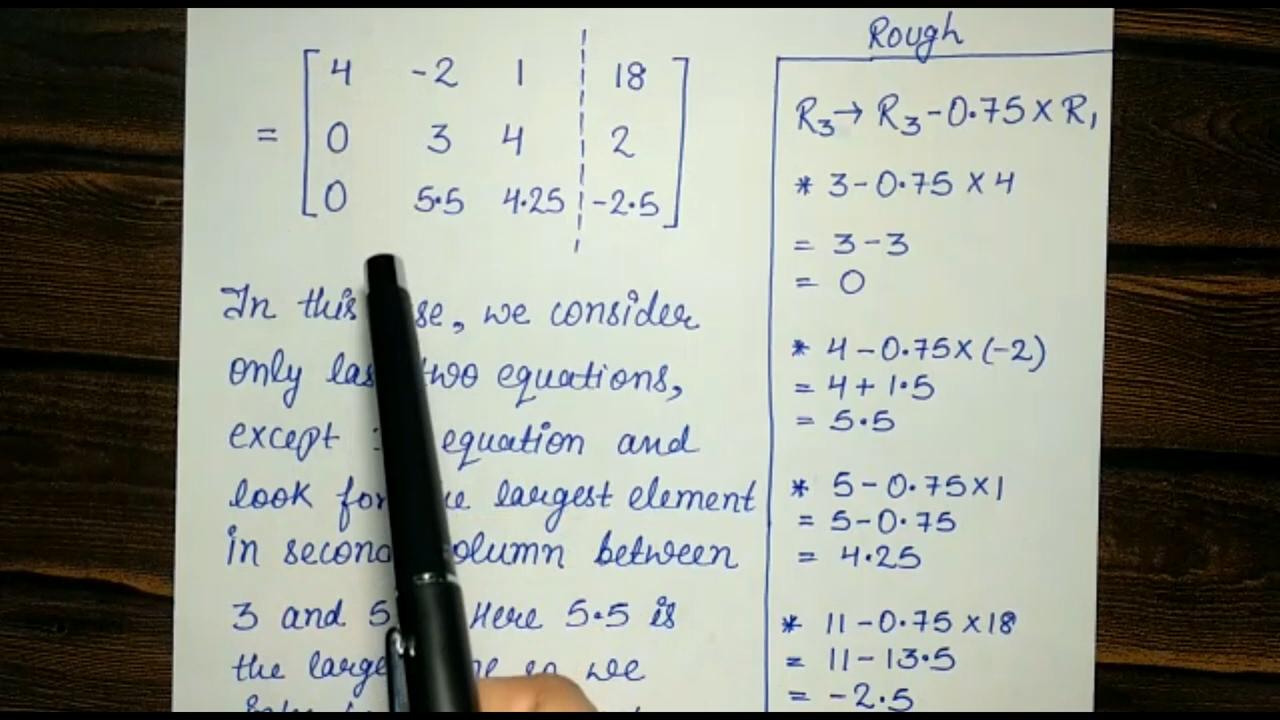 4 -2 1 18
= 0 3 4 2
0 5.5 4.25 -2.5
In this se, we consider
only las two equations,
except equation and
look for largest element
in second column between
3 and 5 Here 5.5 is
the large we
Rough
R₃→ R₃-0.75×R₁
* 3-0.75×4
= 3-3
= 0
* 4-0.75×(-2)
= 4+1.5
= 5.5
* 5-0.75×1
= 5-0.75
= 4.25
* 11-0.75×18
= 11-13.5
= -2.5